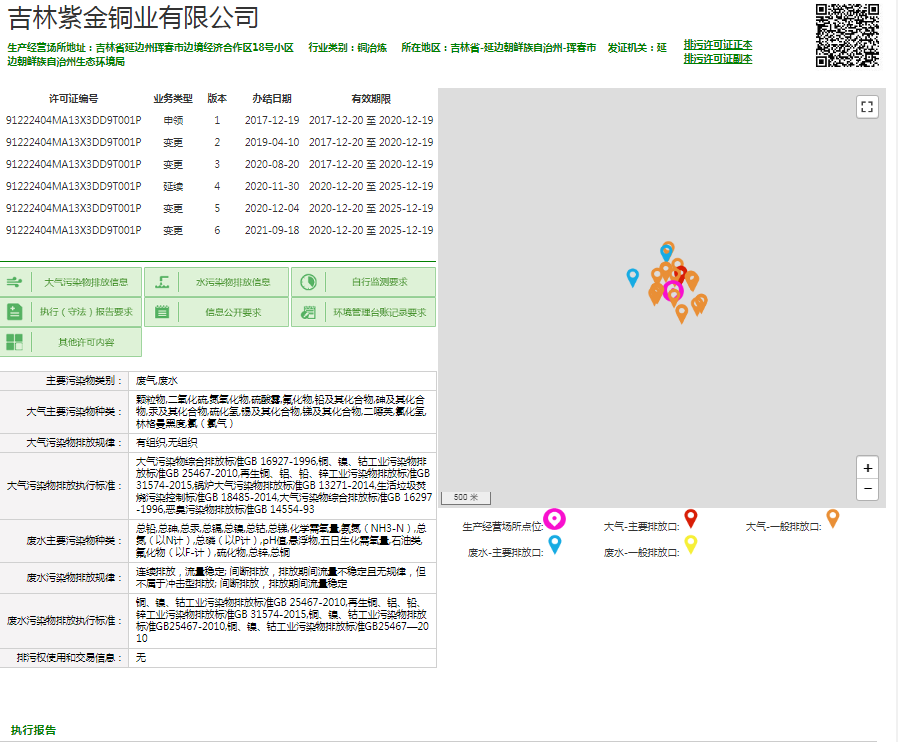 吉林紫金铜业有限公司
生产经营场所地址：吉林省延边州珲春市边境经济合作区18号小区 行业类别：铜冶炼 所在地区：吉林省-延边朝鲜族自治州-珲春市 发证机关：延
边朝鲜族自治州生态环境局
排污许可证正本
排污许可证副本
许可证编号 业务类型 版本 办结日期 有效期限
91222404MA13X3DD9T001P 申领 1 2017-12-19 2017-12-20 至 2020-12-19
91222404MA13X3DD9T001P 变更 2 2019-04-10 2017-12-20 至 2020-12-19
91222404MA13X3DD9T001P 变更 3 2020-08-20 2017-12-20 至 2020-12-19
91222404MA13X3DD9T001P 延续 4 2020-11-30 2020-12-20 至 2025-12-19
91222404MA13X3DD9T001P 变更 5 2020-12-04 2020-12-20 至 2025-12-19
91222404MA13X3DD9T001P 变更 6 2021-09-18 2020-12-20 至 2025-12-19
大气污染物排放信息 水污染物排放信息 自行监测要求
执行（守法）报告要求 信息公开要求 环境管理台账记录要求
其他许可内容
主要污染物类别： 废气,废水
大气主要污染物种类： 颗粒物,二氧化硫,氮氧化物,硫酸雾,氟化物,铅及其化合物,砷及其化合
物,汞及其化合物,硫化氢,锡及其化合物,锑及其化合物,二噁英,氯化氢,
林格曼黑度,氯（氯气）
大气污染物排放规律： 有组织,无组织
大气污染物排放执行标准： 大气污染物综合排放标准GB 16927-1996,铜、镍、钴工业污染物排
放标准GB 25467-2010,再生铜、铝、铅、锌工业污染物排放标准GB
31574-2015,锅炉大气污染物排放标准GB 13271-2014,生活垃圾焚
烧污染控制标准GB 18485-2014,大气污染物综合排放标准GB 16297
-1996,恶臭污染物排放标准GB 14554-93
废水主要污染物种类： 总铅,总砷,总汞,总镉,总镍,总钴,总锑,化学需氧量,氨氮（NH3-N）,总
氮（以N计）,总磷（以P计）,pH值,悬浮物,五日生化需氧量,石油类,
氟化物（以F-计）,硫化物,总锌,总铜
废水污染物排放规律： 连续排放，流量稳定; 间断排放，排放期间流量不稳定且无规律，但
不属于冲击型排放; 间断排放，排放期间流量稳定
废水污染物排放执行标准： 铜、镍、钴工业污染物排放标准GB 25467-2010,再生铜、铝、铅、
锌工业污染物排放标准GB 31574-2015,铜、镍、钴工业污染物排放
标准GB25467-2010,铜、镍、钴工业污染物排放标准GB25467—20
10
排污权使用和交易信息： 无
+
−
500 米
生产经营场所点位: 大气-主要排放口: 大气-一般排放口:
废水-主要排放口: 废水-一般排放口:
执行报告